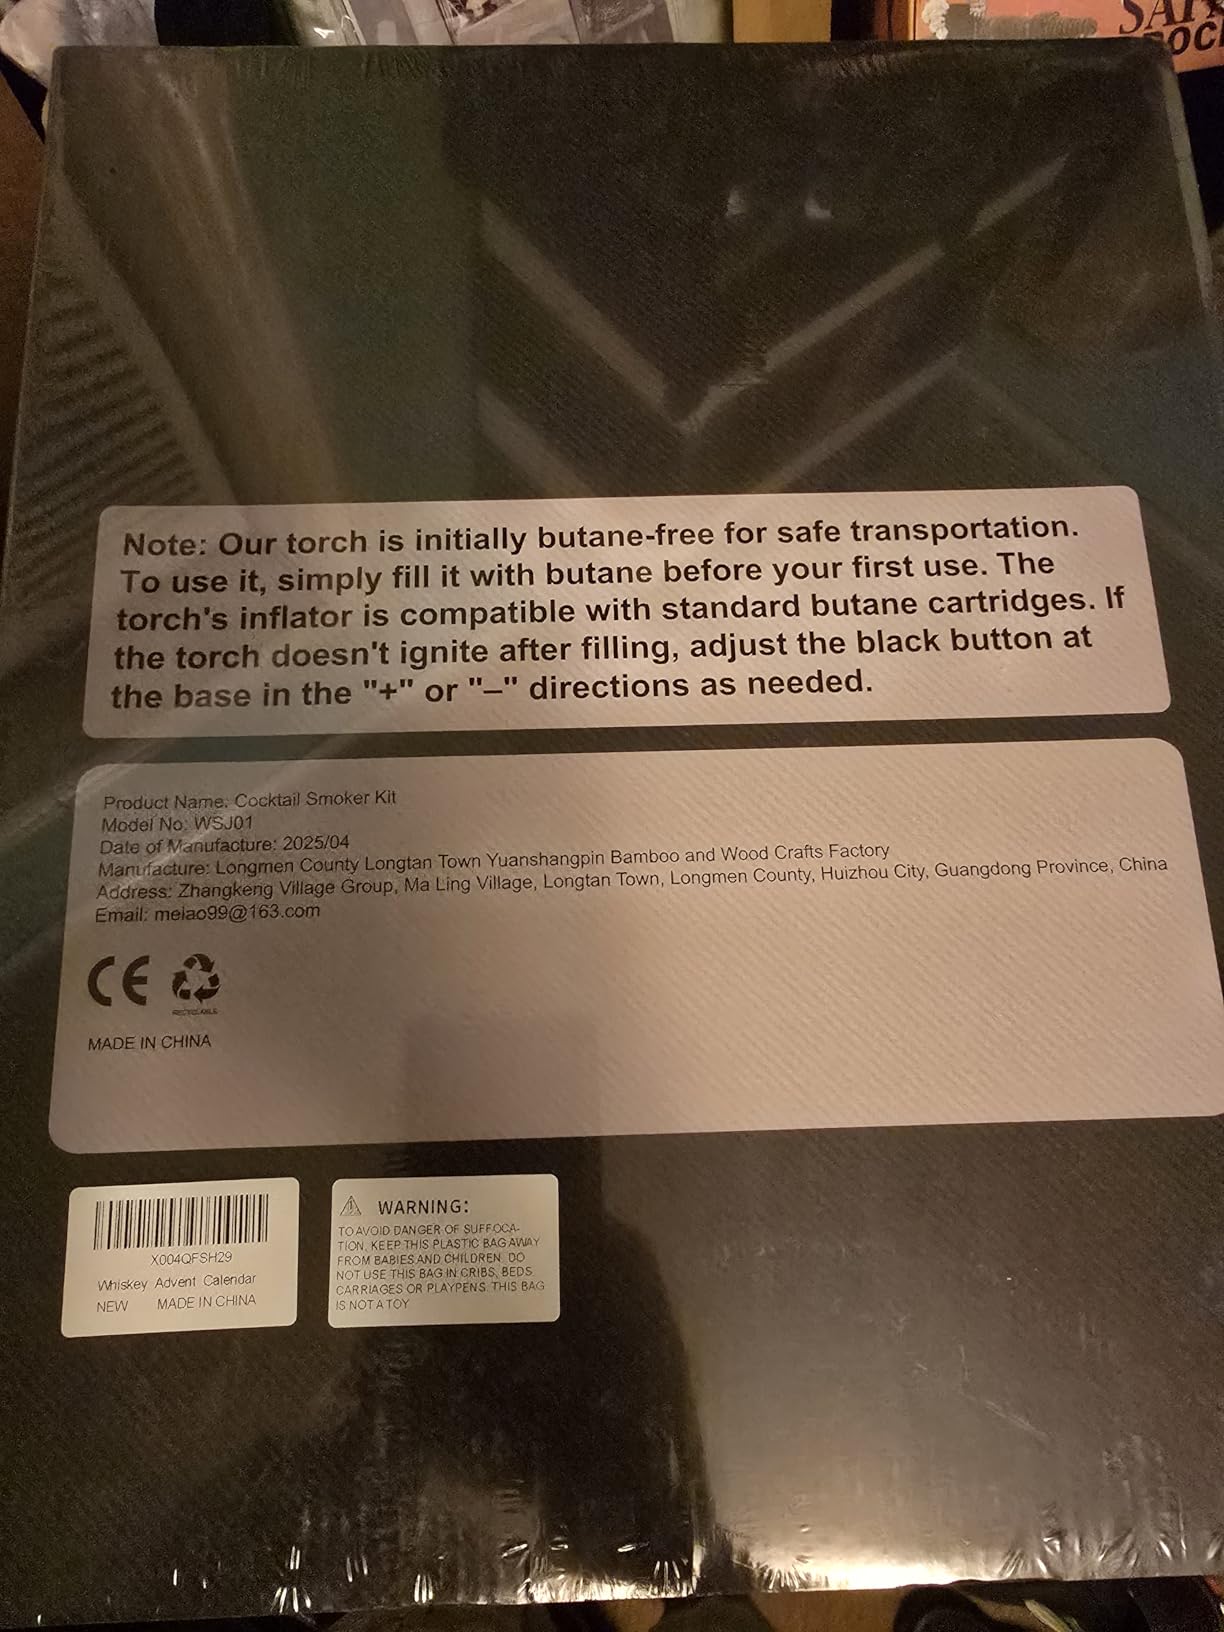 SAI
OC
Note: Our torch is initially butane-free for safe transportation.
To use it, simply fill it with butane before your first use. The
torch's inflator is compatible with standard butane cartridges. If
the torch doesn't ignite after filling, adjust the black button at
the base in the "+" or "–" directions as needed.
Product Name: Cocktail Smoker Kit
Model No: WSJ01
Date of Manufacture: 2025/04
Manufacture: Longmen County Longtan Town Yuanshangpin Bamboo and Wood Crafts Factory
Address: Zhangkeng Village Group, Ma Ling Village, Longtan Town, Longmen County, Huizhou City, Guangdong Province, China
Email: meiao99@163.com
CE
RECYCLABLE
MADE IN CHINA
X004QFSH29
Whiskey Advent Calendar
NEW MADE IN CHINA
WARNING:
TO AVOID DANGER OF SUFFOCA-
TION, KEEP THIS PLASTIC BAG AWAY
FROM BABIES AND CHILDREN. DO
NOT USE THIS BAG IN CRIBS, BEDS,
CARRIAGES OR PLAYPENS. THIS BAG
IS NOT A TOY